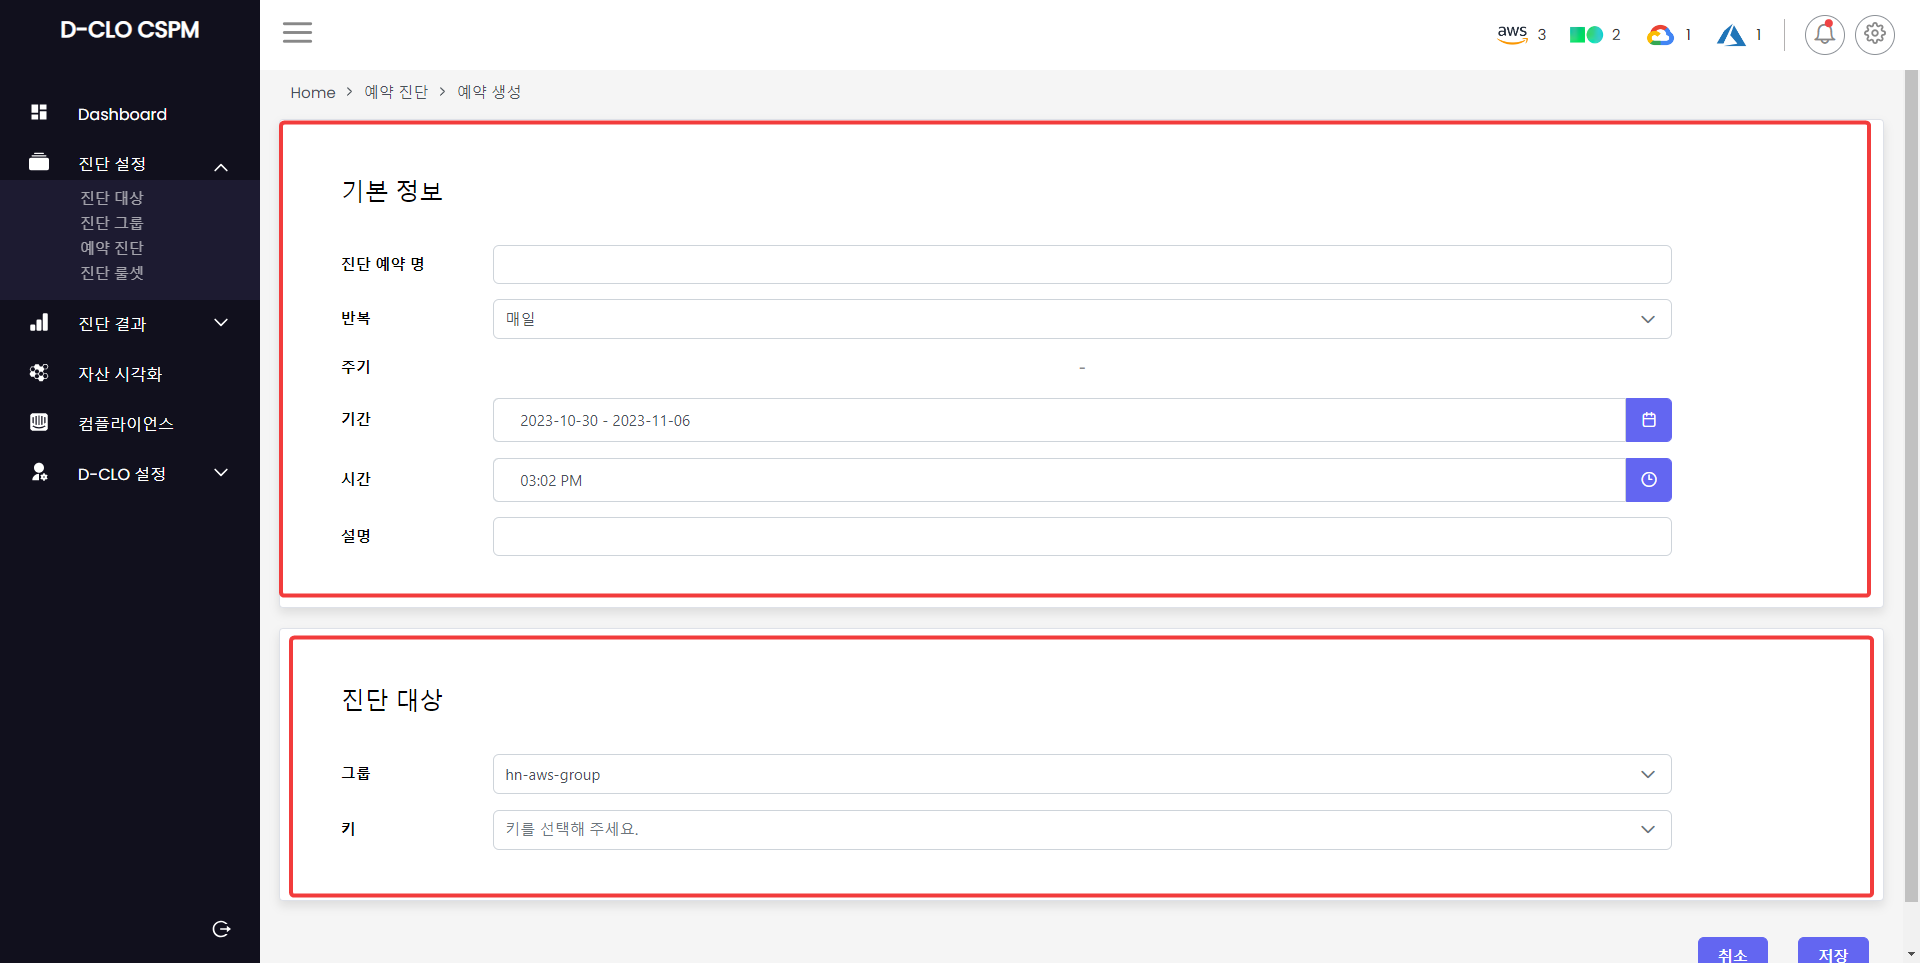 D-CLO CSPM
aws 3
2
1
1
Dashboard
진단 설정
진단 대상
진단 그룹
예약 진단
진단 룰셋
진단 결과
자산 시각화
컴플라이언스
D-CLO 설정
Home > 예약 진단 > 예약 생성
기본 정보
진단 예약 명
반복
매일
주기
-
기간
2023-10-30 - 2023-11-06
시간
03:02 PM
설명
진단 대상
그룹
hn-aws-group
키
키를 선택해 주세요.
취소
저장